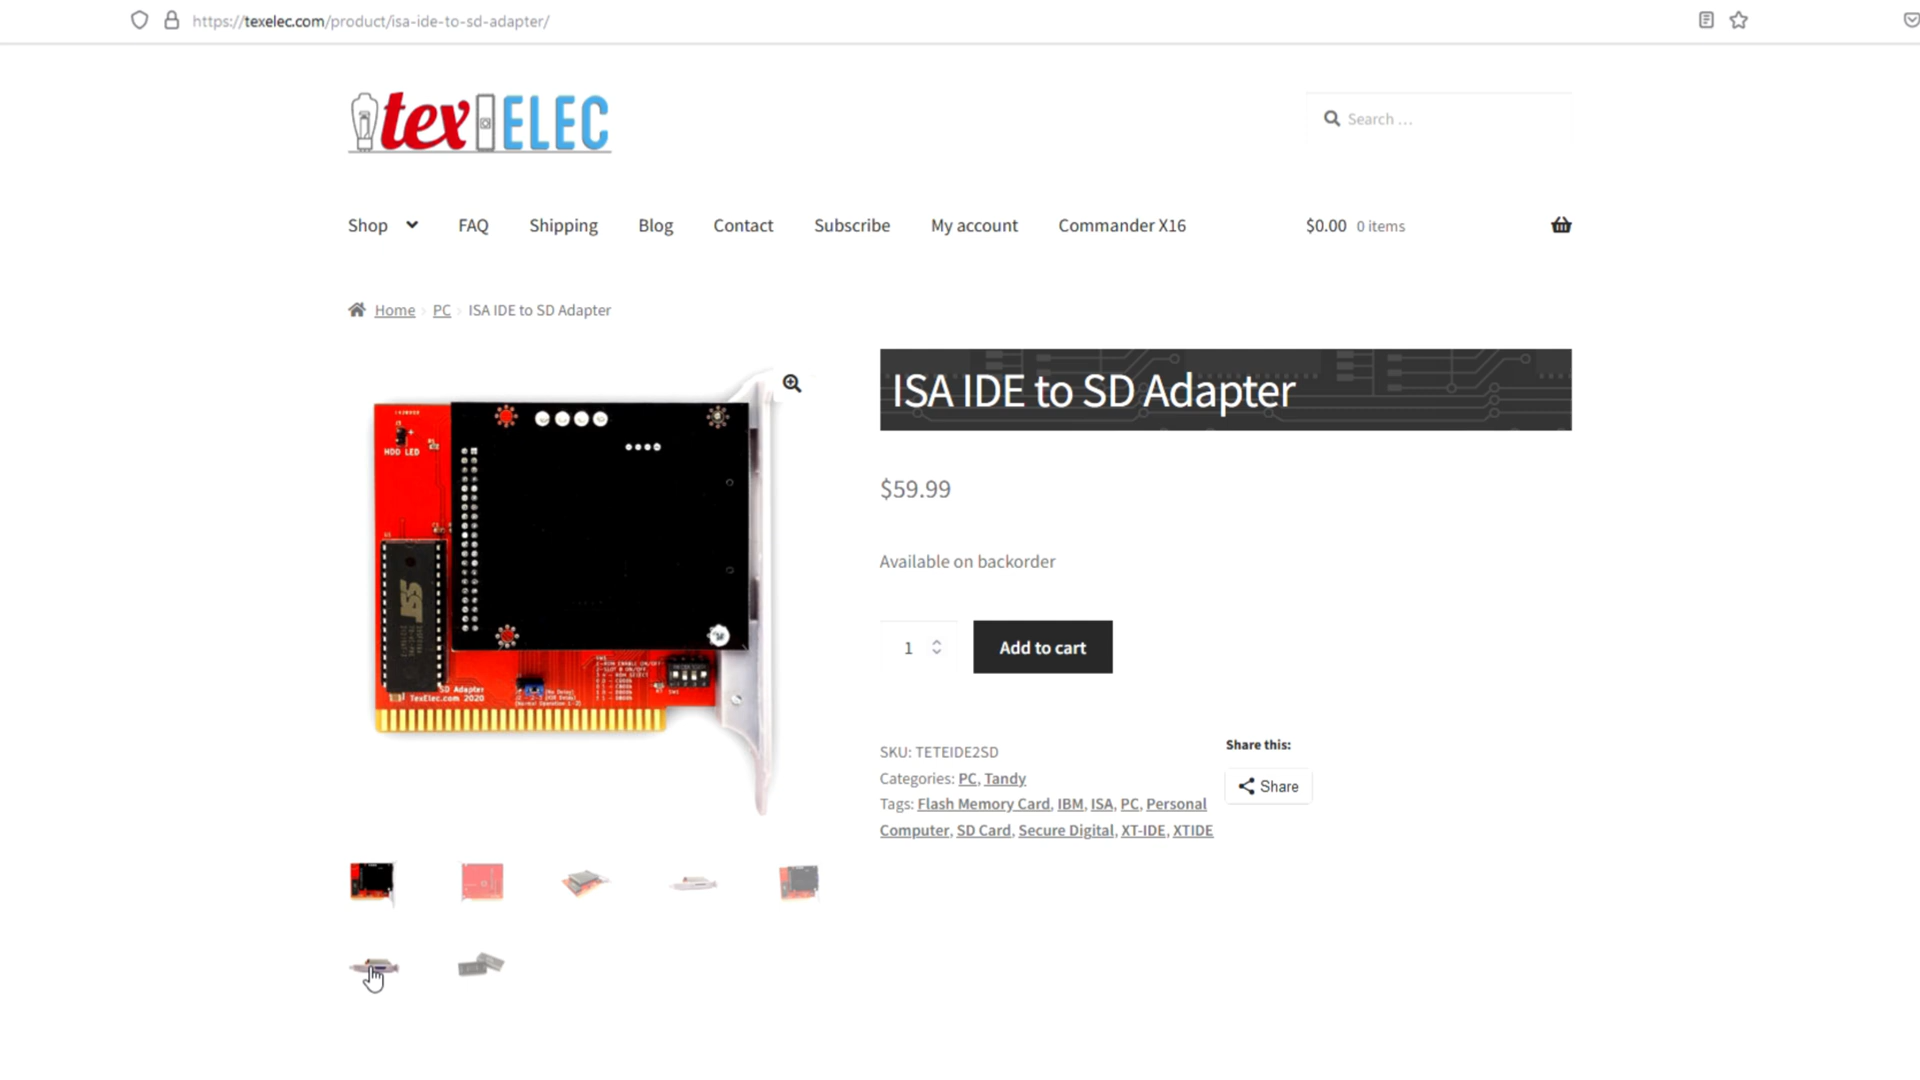 https://texelec.com/product/isa-ide-to-sd-adapter/
tex ELEC
Search ...
Shop FAQ Shipping Blog Contact Subscribe My account Commander X16 $0.00 0 items
Home PC ISA IDE to SD Adapter
ISA IDE to SD Adapter
HDD LED
$59.99
Available on backorder
1 Add to cart
SST
SD Adapter
TexElec.com 2020
SKU: TETEIDE2SD
Categories: PC, Tandy
Tags: Flash Memory Card, IBM, ISA, PC, Personal
Computer, SD Card, Secure Digital, XT-IDE, XTIDE
Share this:
Share